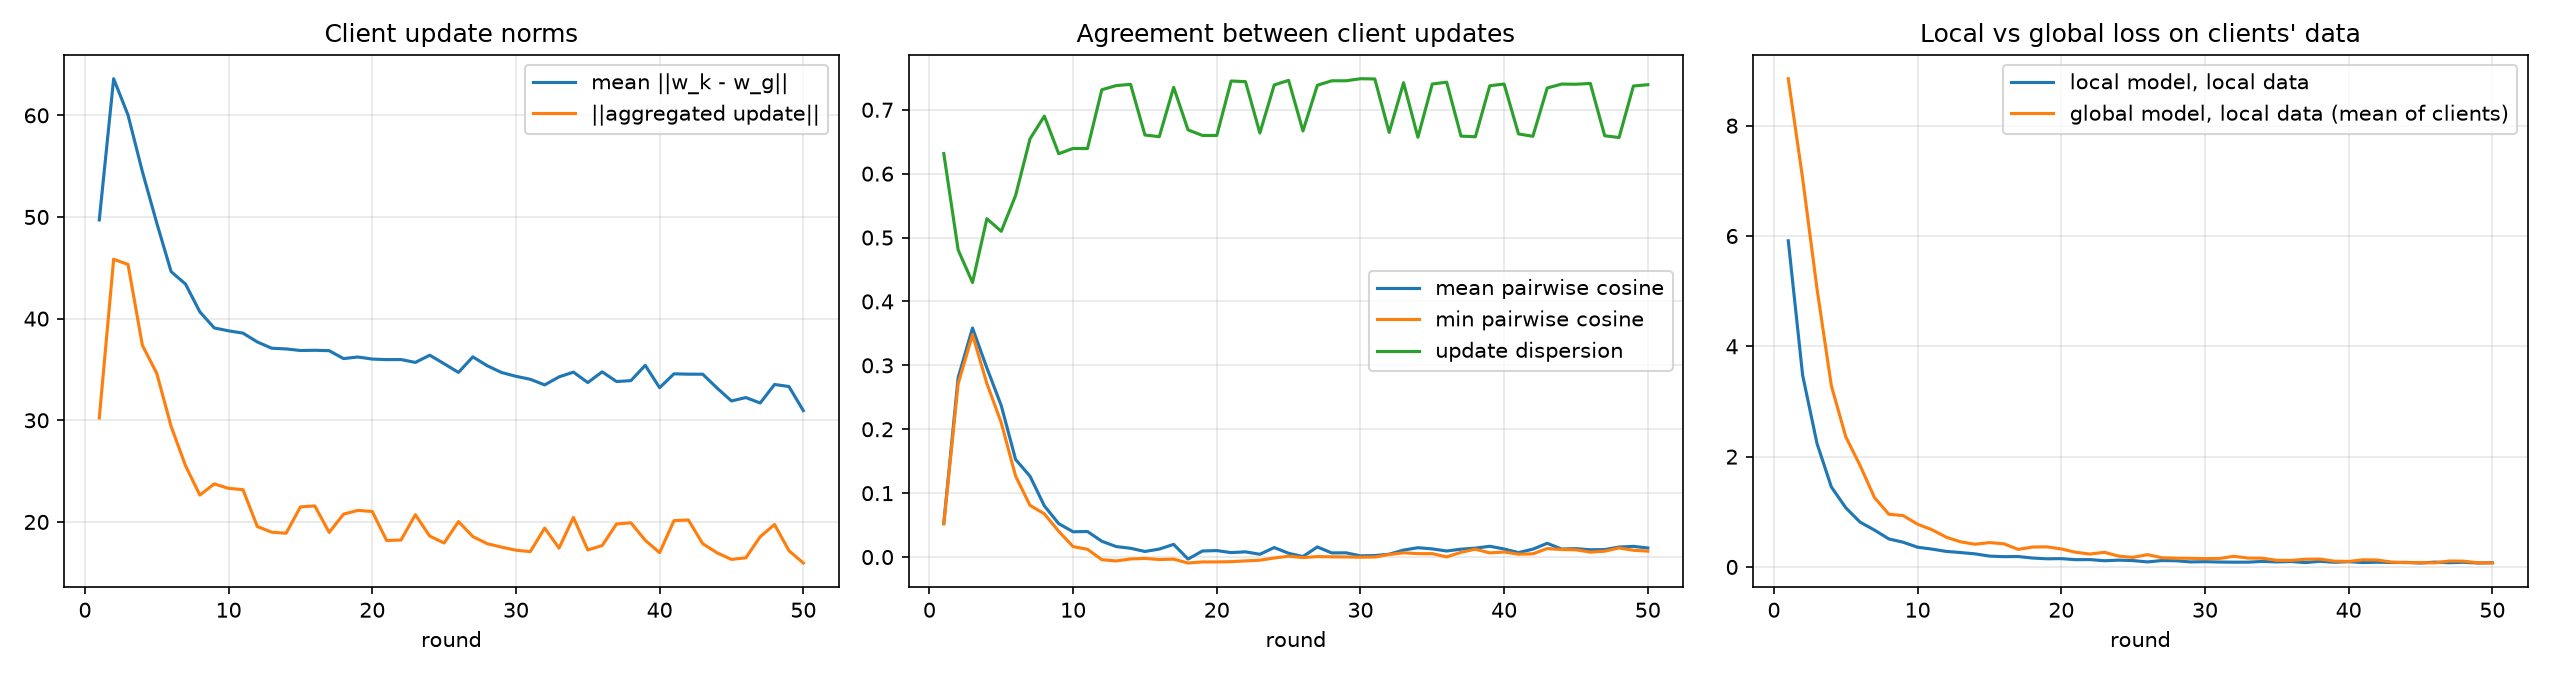 Client update norms
mean ||w_k - w_g||
||aggregated update||
60
50
40
30
20
0
10
20
30
40
50
round
Agreement between client updates
0.7
0.6
0.5
0.4
0.3
0.2
0.1
0.0
mean pairwise cosine
min pairwise cosine
update dispersion
0
10
20
30
40
50
round
Local vs global loss on clients' data
local model, local data
global model, local data (mean of clients)
8
6
4
2
0
0
10
20
30
40
50
round